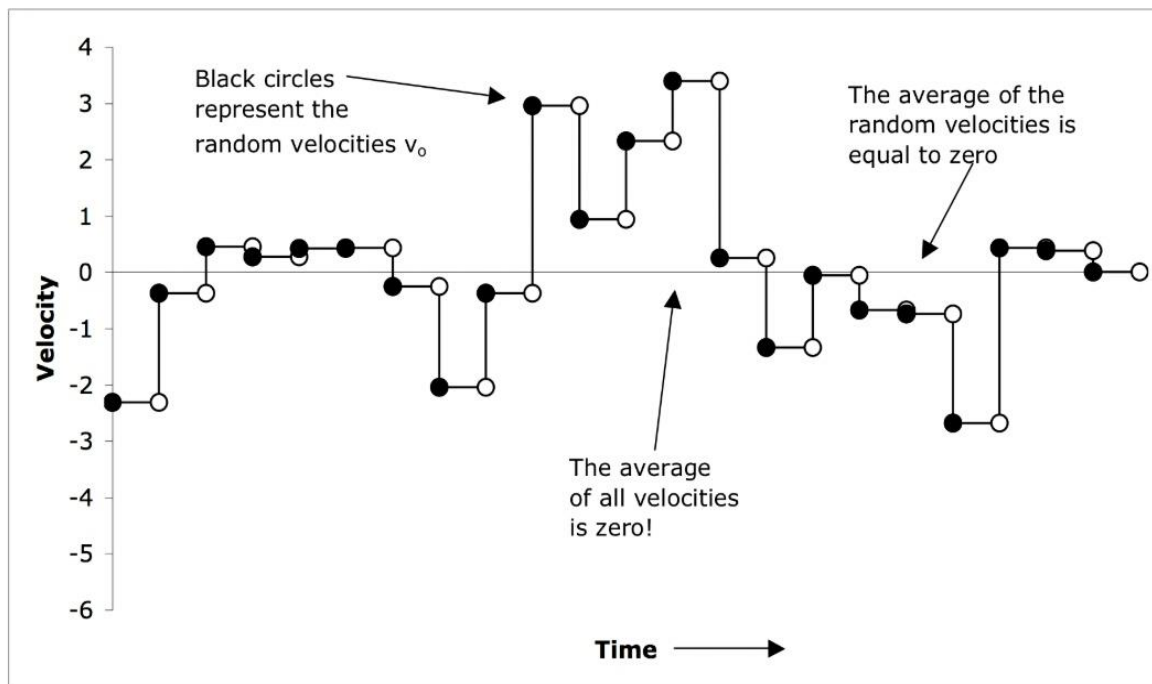 4
3
2
1
0
-1
-2
-3
-4
-5
-6
Velocity
Black circles
represent the
random velocities vₒ
The average of the
random velocities is
equal to zero
The average
of all velocities
is zero!
Time